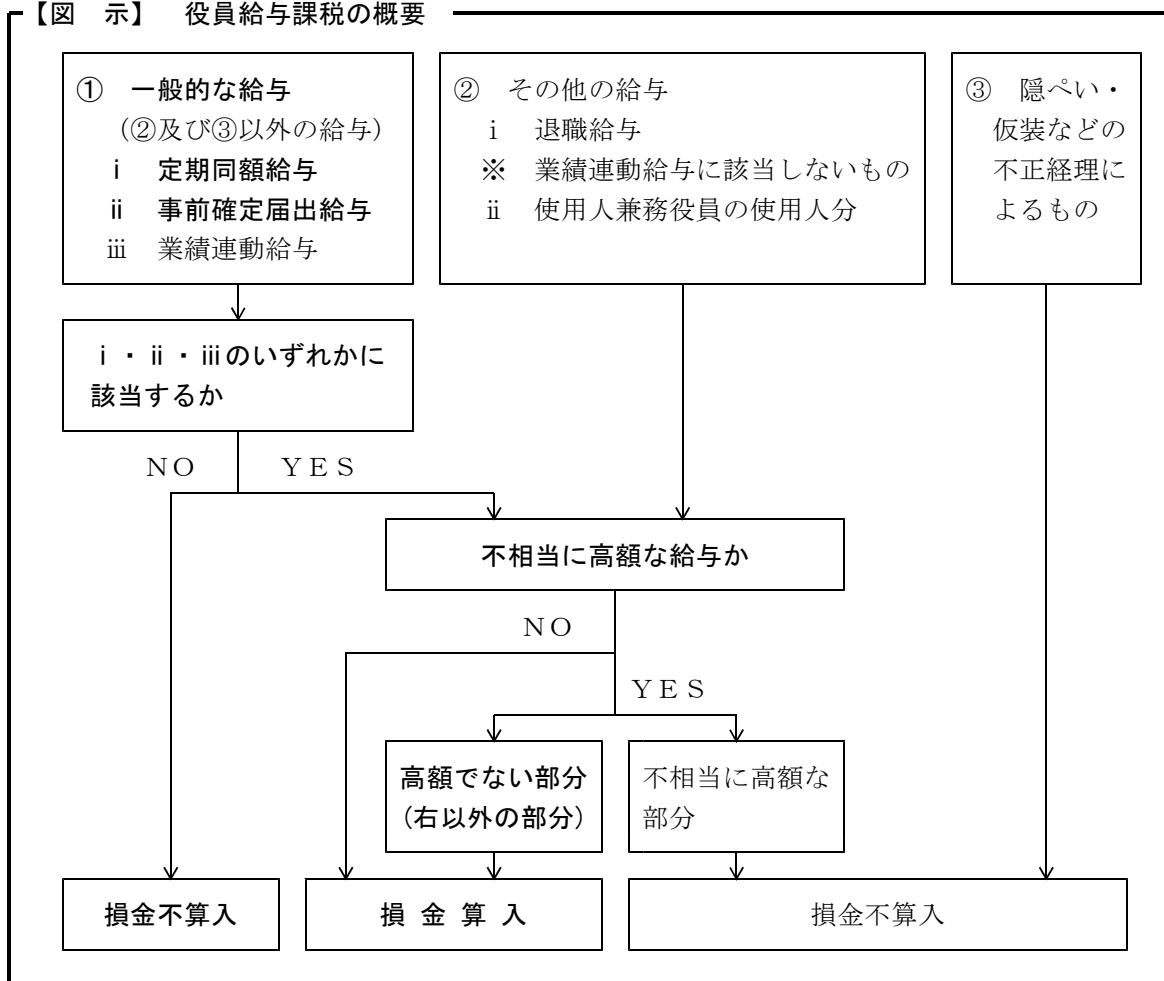 【図　示】　役員給与課税の概要
①　一般的な給与
（②及び③以外の給与）
ⅰ　定期同額給与
ⅱ　事前確定届出給与
ⅲ　業績連動給与
②　その他の給与
ⅰ　退職給与
※　業績連動給与に該当しないもの
ⅱ　使用人兼務役員の使用人分
③　隠ぺい・
仮装などの
不正経理に
よるもの
ⅰ・ⅱ・ⅲのいずれかに
該当するか
ＮＯ　ＹＥＳ
不相当に高額な給与か
ＮＯ
ＹＥＳ
高額でない部分
（右以外の部分）
不相当に高額な
部分
損金不算入
損 金 算 入
損金不算入